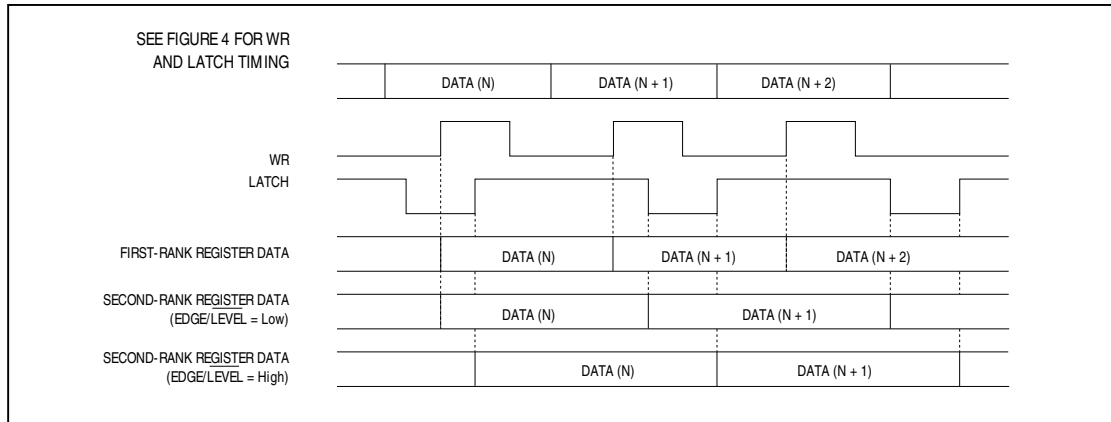 SEE FIGURE 4 FOR WR
AND LATCH TIMING
DATA (N)
DATA (N + 1)
DATA (N + 2)
WR
LATCH
FIRST-RANK REGISTER DATA
DATA (N)
DATA (N + 1)
DATA (N + 2)
SECOND-RANK REGISTER DATA
(EDGE/LEVEL = Low)
DATA (N)
DATA (N + 1)
SECOND-RANK REGISTER DATA
(EDGE/LEVEL = High)
DATA (N)
DATA (N + 1)